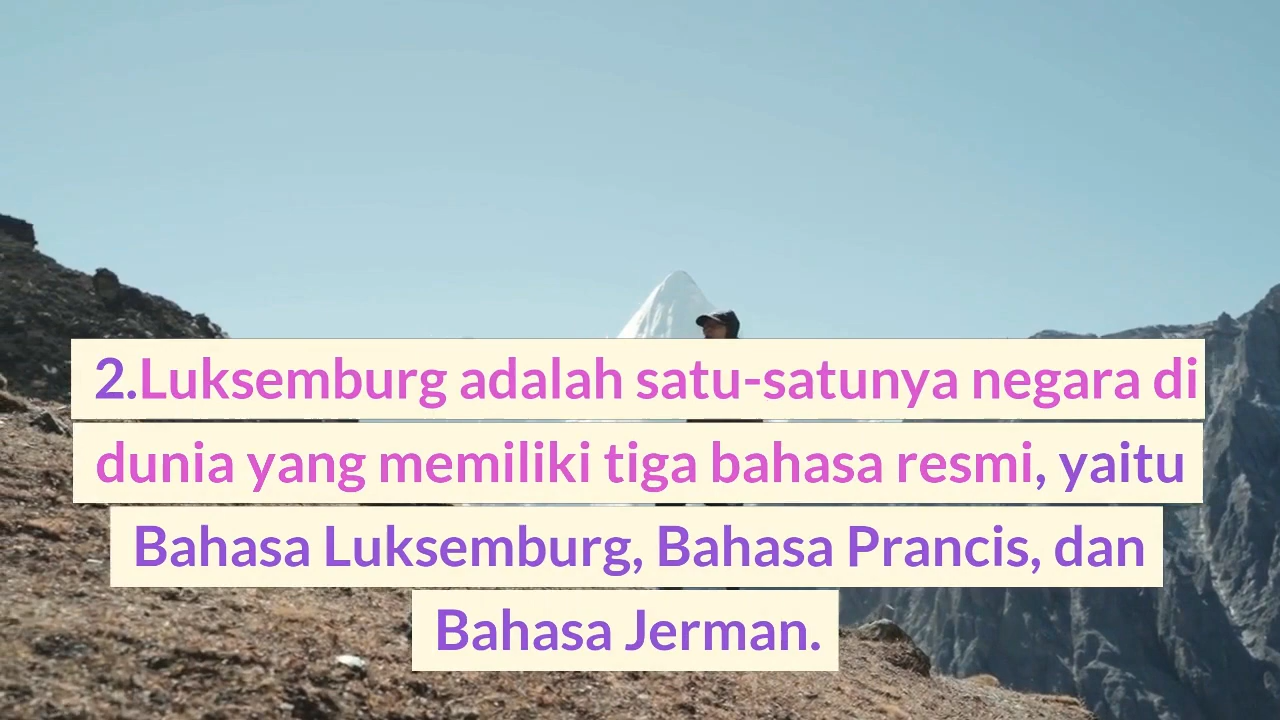 2.Luksemburg adalah satu-satunya negara di
dunia yang memiliki tiga bahasa resmi, yaitu
Bahasa Luksemburg, Bahasa Prancis, dan
Bahasa Jerman.